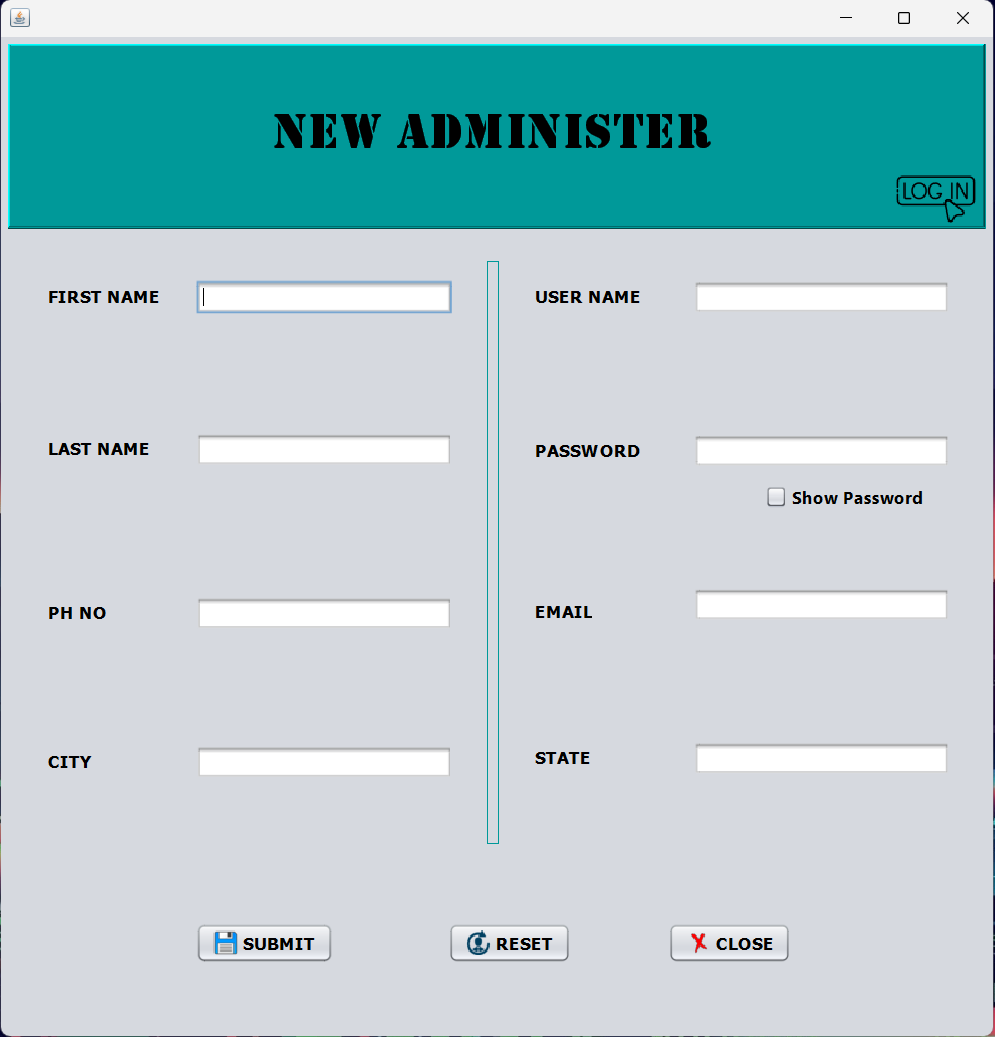 NEW ADMINISTER
LOG IN
FIRST NAME
USER NAME
LAST NAME
PASSWORD
Show Password
PH NO
EMAIL
CITY
STATE
SUBMIT
RESET
CLOSE